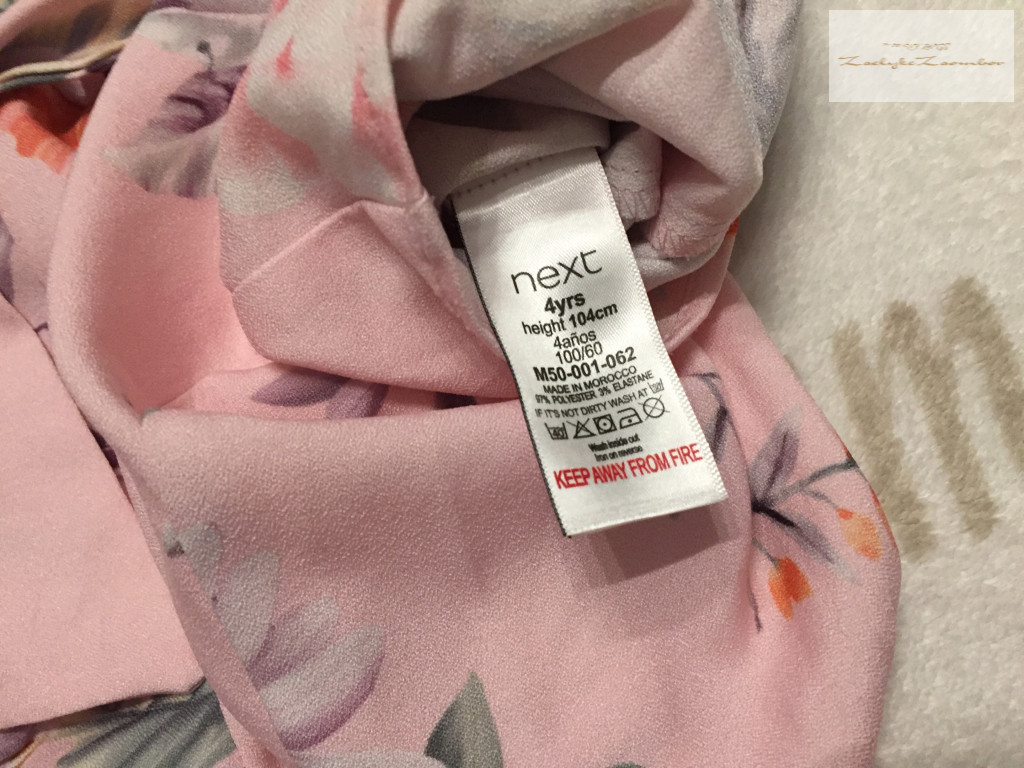 next
4yrs
height 104cm
4años
100/60
M50-001-062
MADE IN MOROCCO
97% POLYESTER 3% ELASTANE
IF IT'S NOT DIRTY WASH AT
40
Wash inside out
Iron on reverse
KEEP AWAY FROM FIRE